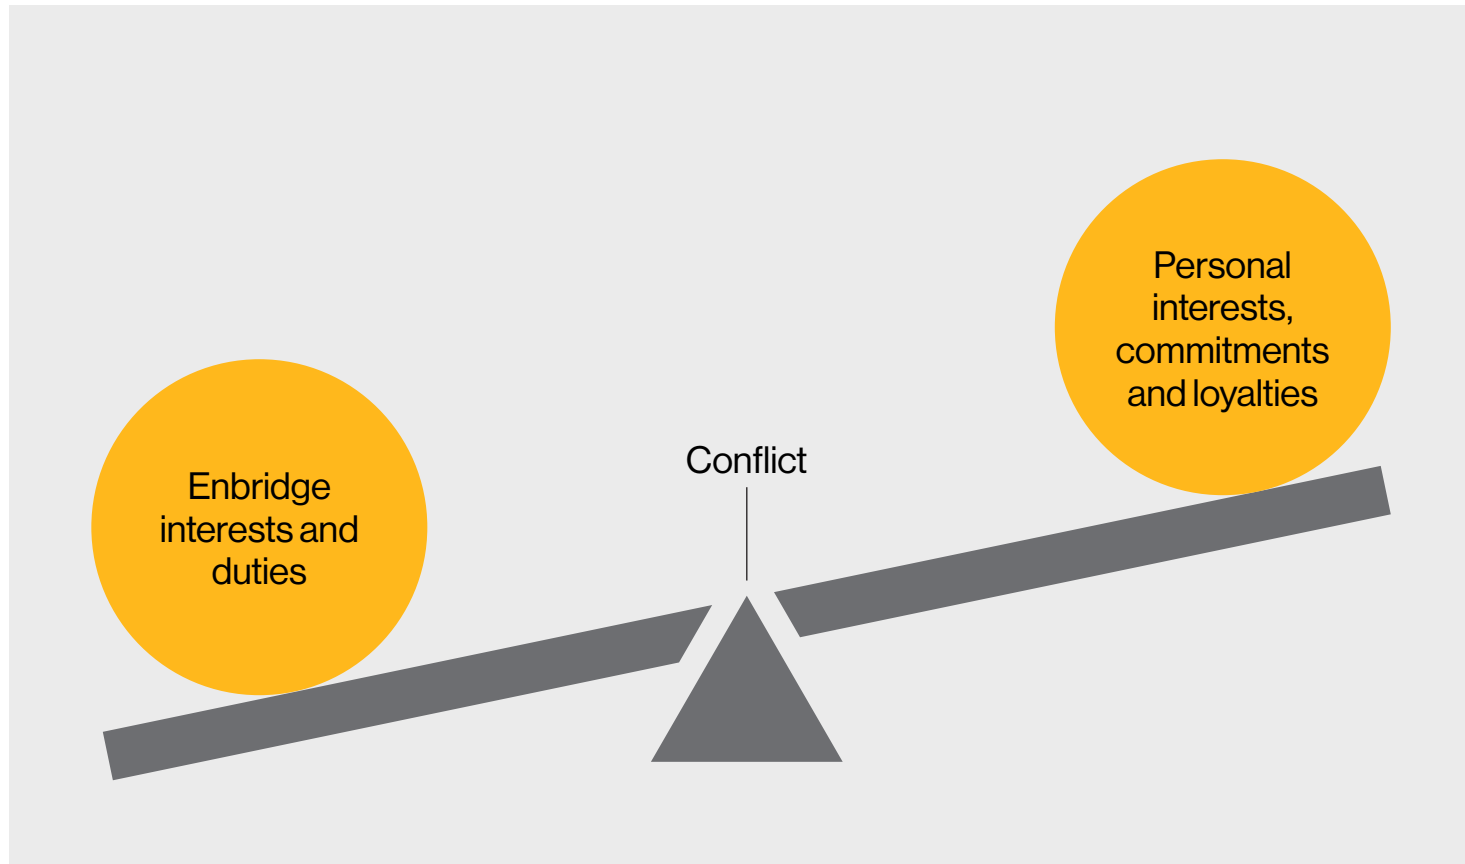 Enbridge
interests and
duties
Conflict
Personal
interests,
commitments
and loyalties